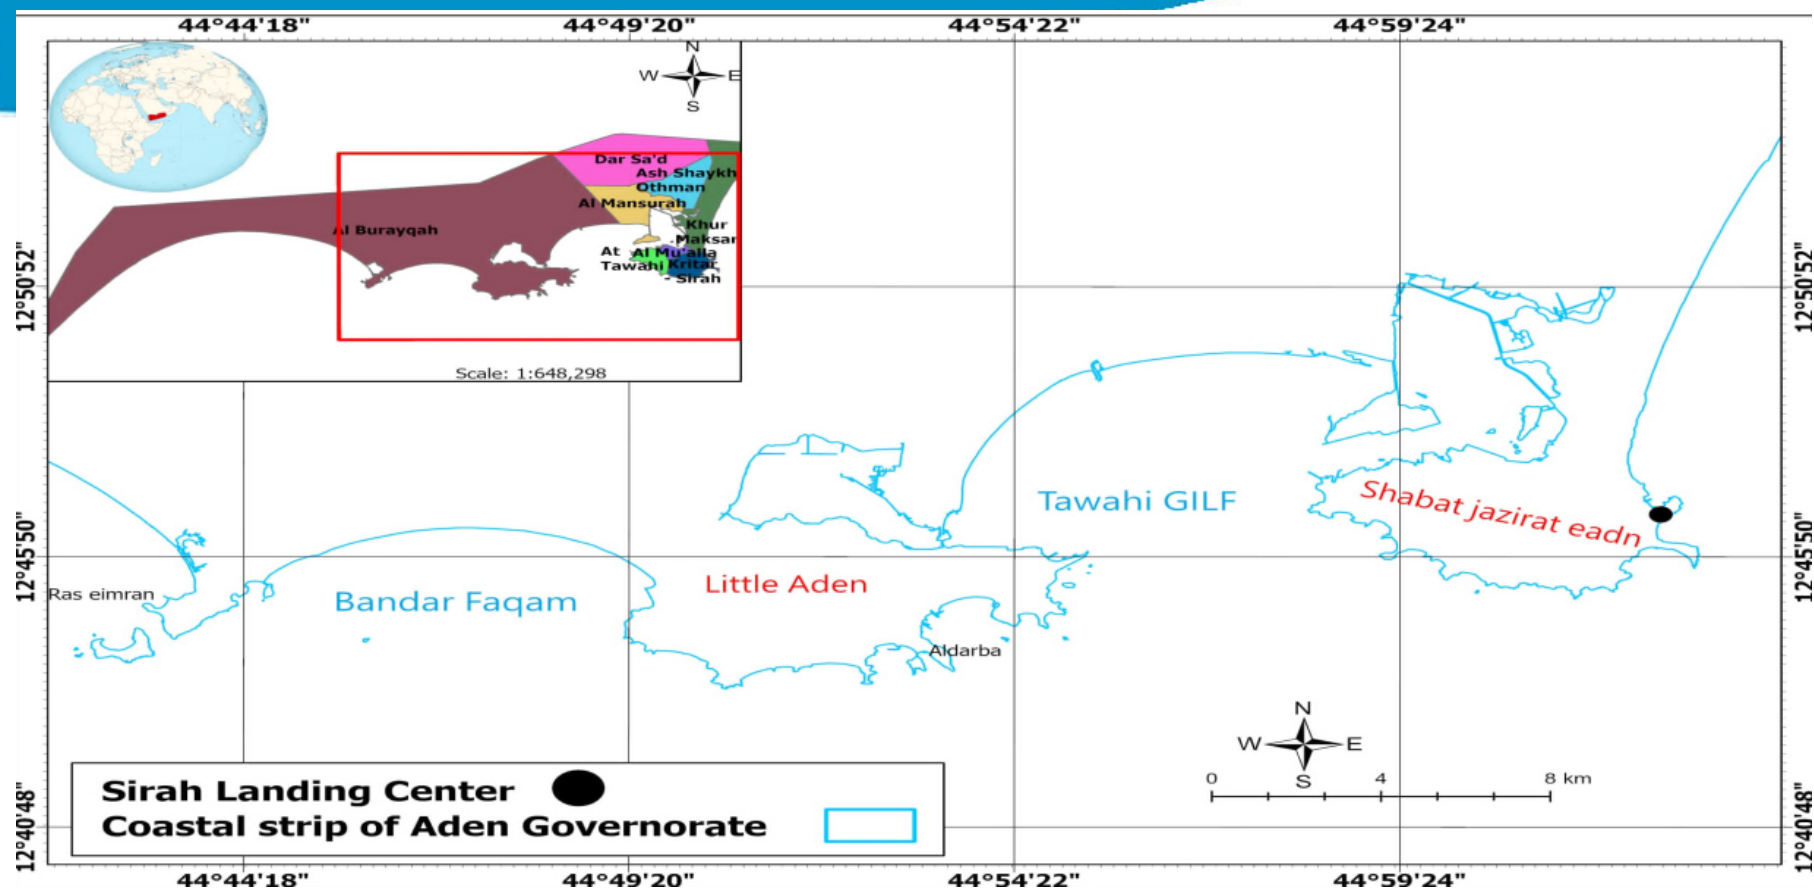 44°44'18"
44°49'20"
44°54'22"
44°59'24"
N
W E
S
Dar Sa'd
Ash Shaykh
Othman
Al Mansurah
Al Burayqah
Khur
Maksar
At
Tawahi
Al Mu'alla
Kritar
- Sirah
Scale: 1:648,298
12°50'52"
12°50'52"
12°45'50"
12°45'50"
12°40'48"
12°40'48"
Tawahi GILF
Shabat jazirat eadn
Ras eimran
Bandar Faqam
Little Aden
Aldarba
N
W E
S
0 4 8 km
Sirah Landing Center
Coastal strip of Aden Governorate
44°44'18"
44°49'20"
44°54'22"
44°59'24"